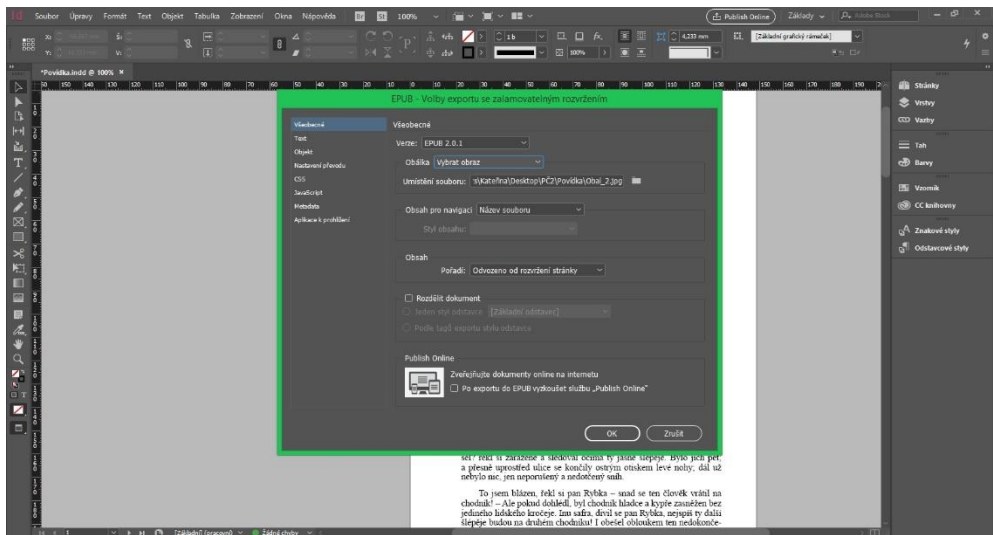 Id Soubor Úpravy Formát Text Objekt Tabulka Zobrazení Okna Nápověda Br St 100% Publish Online Základy Adobe Stock
X: Š: 1 b 4,233 mm [Základní grafický rámeček]
Y: V: 100%
*Povidka.indd @ 100% ×
EPUB - Volby exportu se zalamovatelným rozvržením
Všeobecné
Text
Objekt
Nastavení převodu
CSS
JavaScript
Metadata
Aplikace k prohlížení
Všeobecné
Verze: EPUB 2.0.1
Obálka Vybrat obraz
Umístění souboru: s\Kateřina\Desktop\PČ2\Povídka\Obal_2.jpg
Obsah pro navigaci Název souboru
Styl obsahu:
Obsah
Pořadí: Odvozeno od rozvržení stránky
Rozdělit dokument
Jeden styl odstavce [Základní odstavec]
Podle tagů exportu stylu odstavce
Publish Online
Zveřejňujte dokumenty online na internetu
Po exportu do EPUB vyzkoušet službu „Publish Online“
OK Zrušit
Stránky
Vrstvy
Vazby
Tah
Barvy
Vzorník
CC knihovny
Znakové styly
Odstavcové styly
sel? řekl si zaraženě a sledoval očima ty jasné šlépěje. Bylo jich pět,
a přesně uprostřed ulice se končily ostrým otiskem levé nohy; dál už
nebylo nic, jen neporušený a nedotčený sníh.
To jsem blázen, řekl si pan Rybka – snad se ten člověk vrátil na
chodník! – Ale pokud dohlédl, byl chodník hladce a kypře zasněžen bez
jediného lidského kročeje. Inu safra, divil se pan Rybka, nejspíš ty další
šlépěje budou na druhém chodníku! I obešel obloukem ten nedokonče-
1 [Základní (pracovní)] Žádné chyby